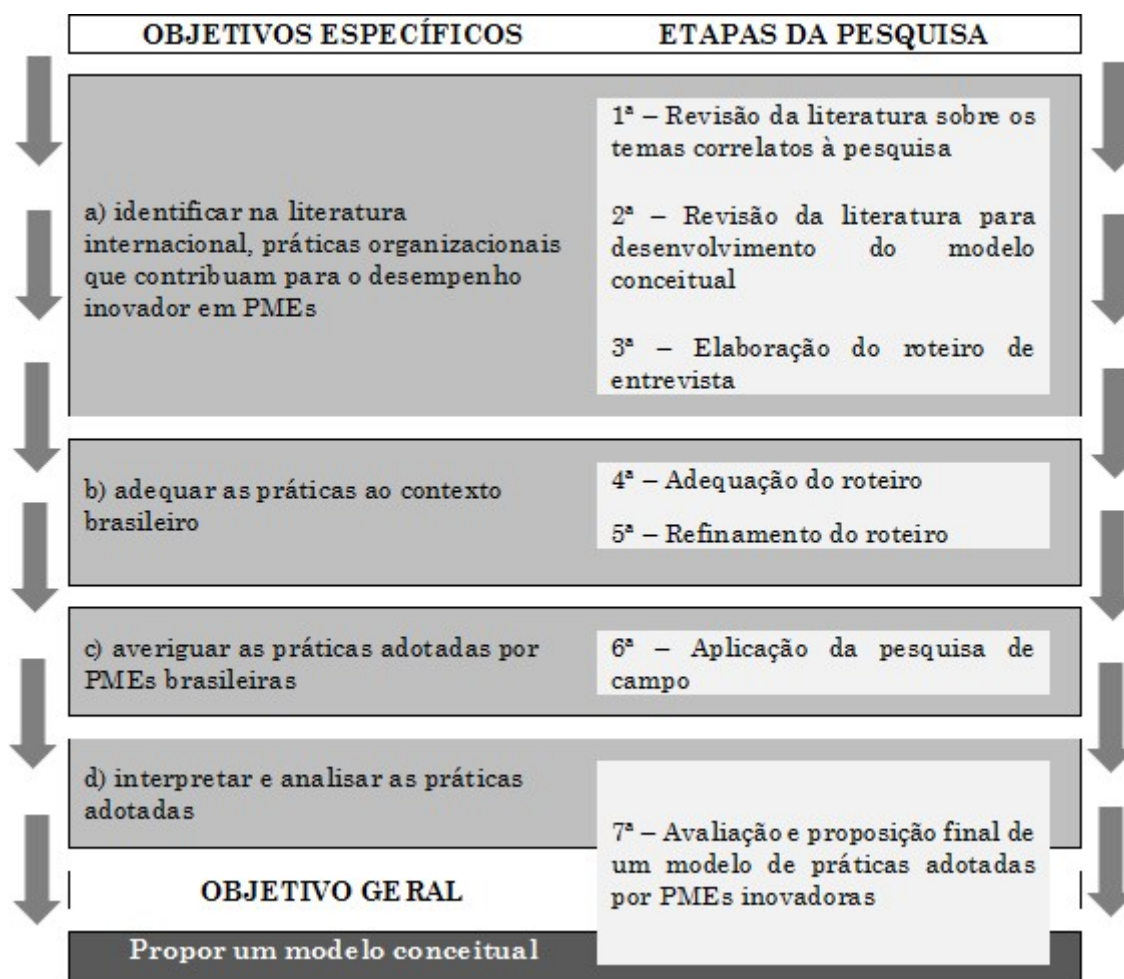 OBJETIVOS ESPECÍFICOS
ETAPAS DA PESQUISA
a) identificar na literatura
internacional, práticas organizacionais
que contribuam para o desempenho
inovador em PMEs
1ª – Revisão da literatura sobre os
temas correlatos à pesquisa
2ª – Revisão da literatura para
desenvolvimento do modelo
conceitual
3ª – Elaboração do roteiro de
entrevista
b) adequar as práticas ao contexto
brasileiro
4ª – Adequação do roteiro
5ª – Refinamento do roteiro
c) averiguar as práticas adotadas por
PMEs brasileiras
6ª – Aplicação da pesquisa de
campo
d) interpretar e analisar as práticas
adotadas
7ª – Avaliação e proposição final de
um modelo de práticas adotadas
por PMEs inovadoras
OBJETIVO GERAL
Propor um modelo conceitual